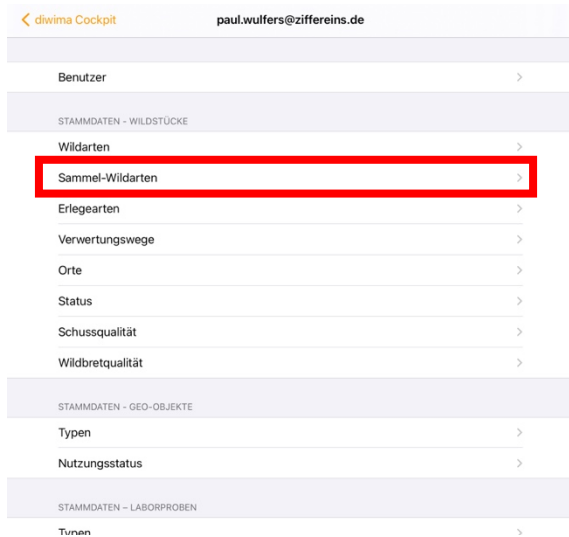 diwima Cockpit paul.wulfers@ziffereins.de
Benutzer
STAMMDATEN - WILDSTÜCKE
Wildarten
Sammel-Wildarten
Erlegearten
Verwertungswege
Orte
Status
Schussqualität
Wildbretqualität
STAMMDATEN - GEO-OBJEKTE
Typen
Nutzungsstatus
STAMMDATEN – LABORPROBEN
Typen